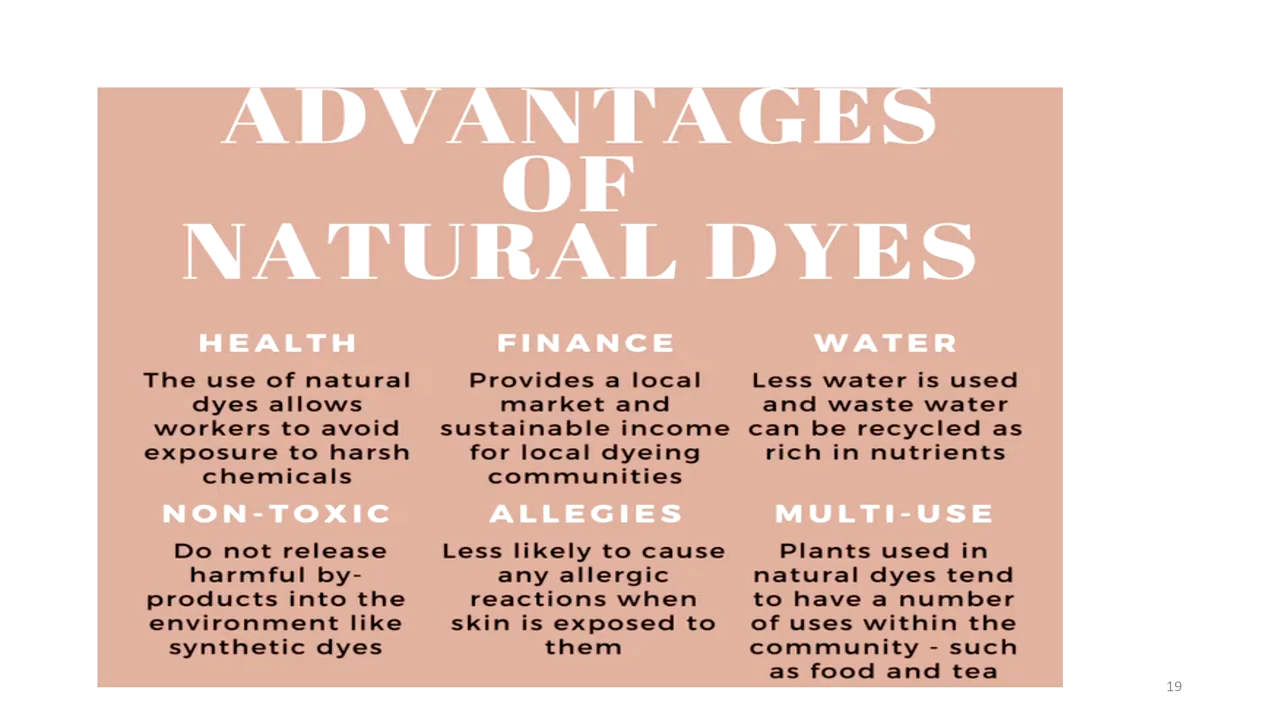 ADVANTAGES
OF
NATURAL DYES
HEALTH
The use of natural
dyes allows
workers to avoid
exposure to harsh
chemicals
FINANCE
Provides a local
market and
sustainable income
for local dyeing
communities
WATER
Less water is used
and waste water
can be recycled as
rich in nutrients
NON-TOXIC
Do not release
harmful by-
products into the
environment like
synthetic dyes
ALLEGIES
Less likely to cause
any allergic
reactions when
skin is exposed to
them
MULTI-USE
Plants used in
natural dyes tend
to have a number
of uses within the
community - such
as food and tea
19